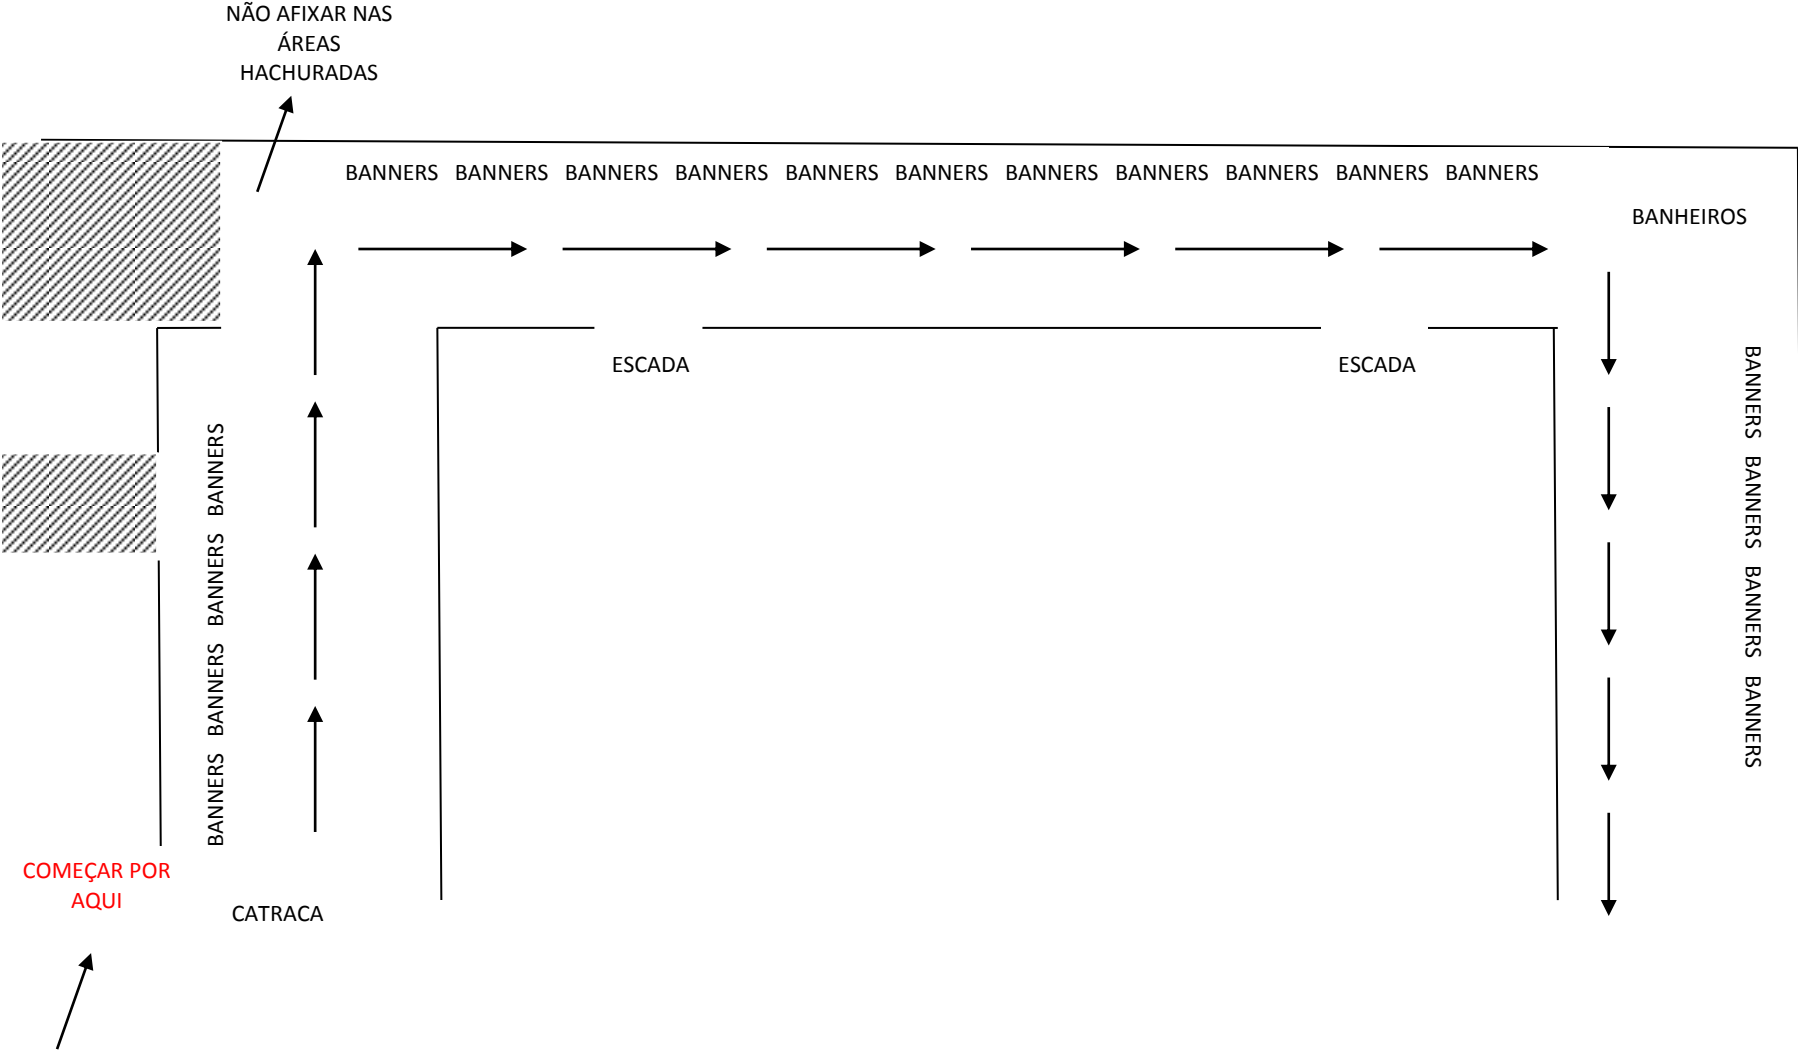 NÃO AFIXAR NAS
ÁREAS
HACHURADAS
BANNERS BANNERS BANNERS BANNERS BANNERS BANNERS BANNERS BANNERS BANNERS BANNERS BANNERS
BANHEIROS
ESCADA
ESCADA
BANNERS BANNERS BANNERS BANNERS
BANNERS BANNERS BANNERS BANNERS
COMEÇAR POR
AQUI
CATRACA